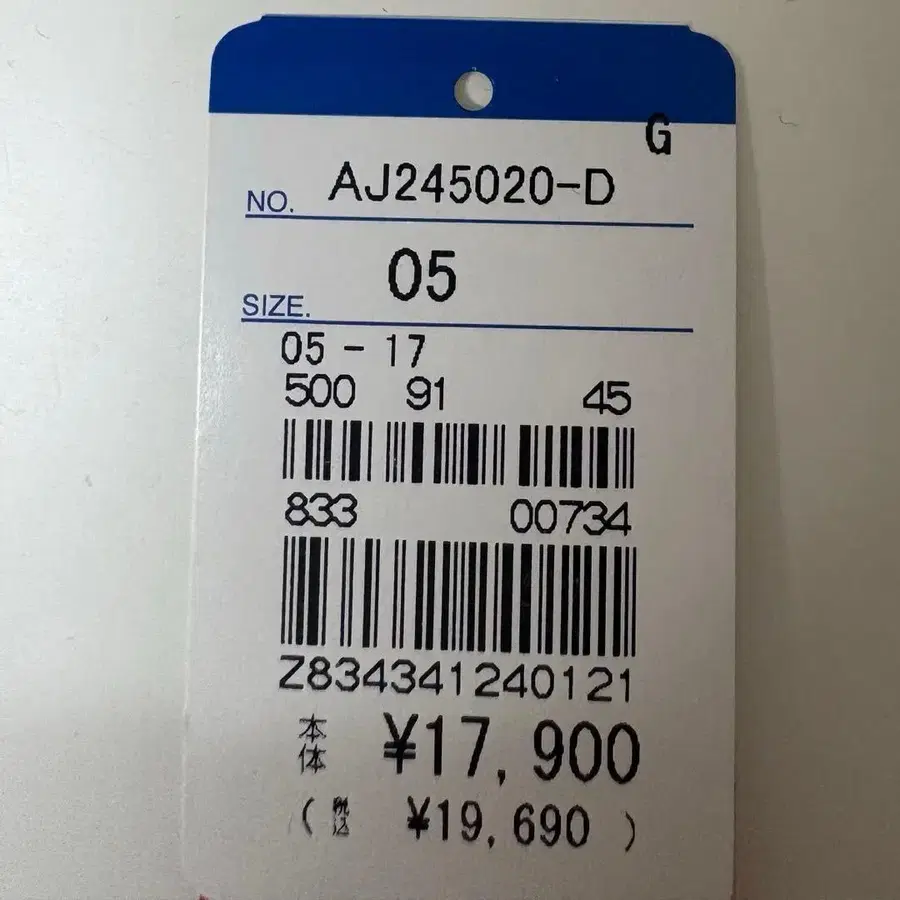 G
NO. AJ245020-D
SIZE. 05
05 - 17
500 91 45
833 00734
Z834341240121
本体 ¥17,900
(税込 ¥19,690)